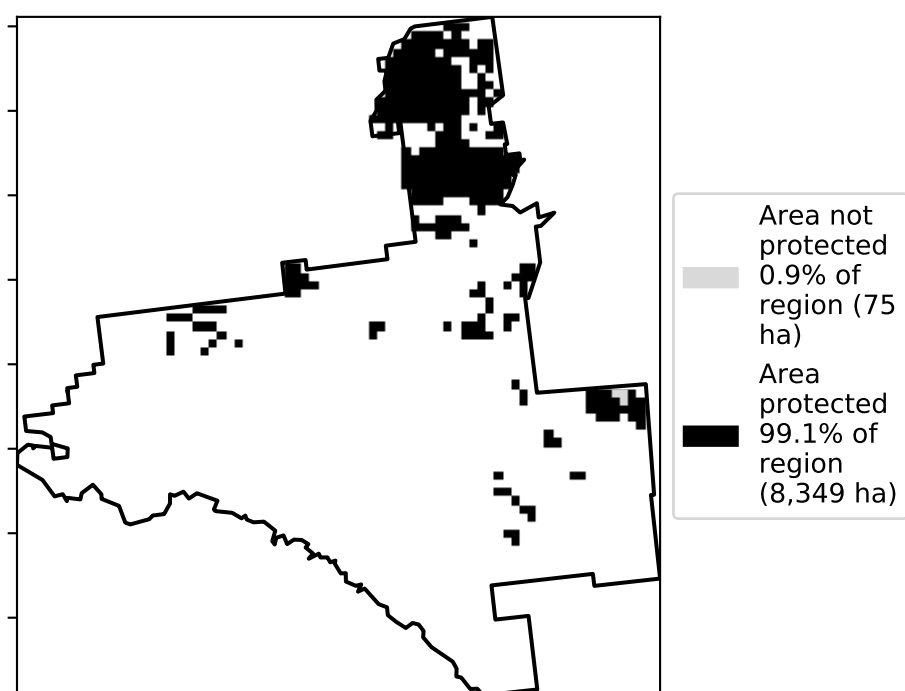 Area not
protected
0.9% of
region (75
ha)
Area
protected
99.1% of
region
(8,349 ha)